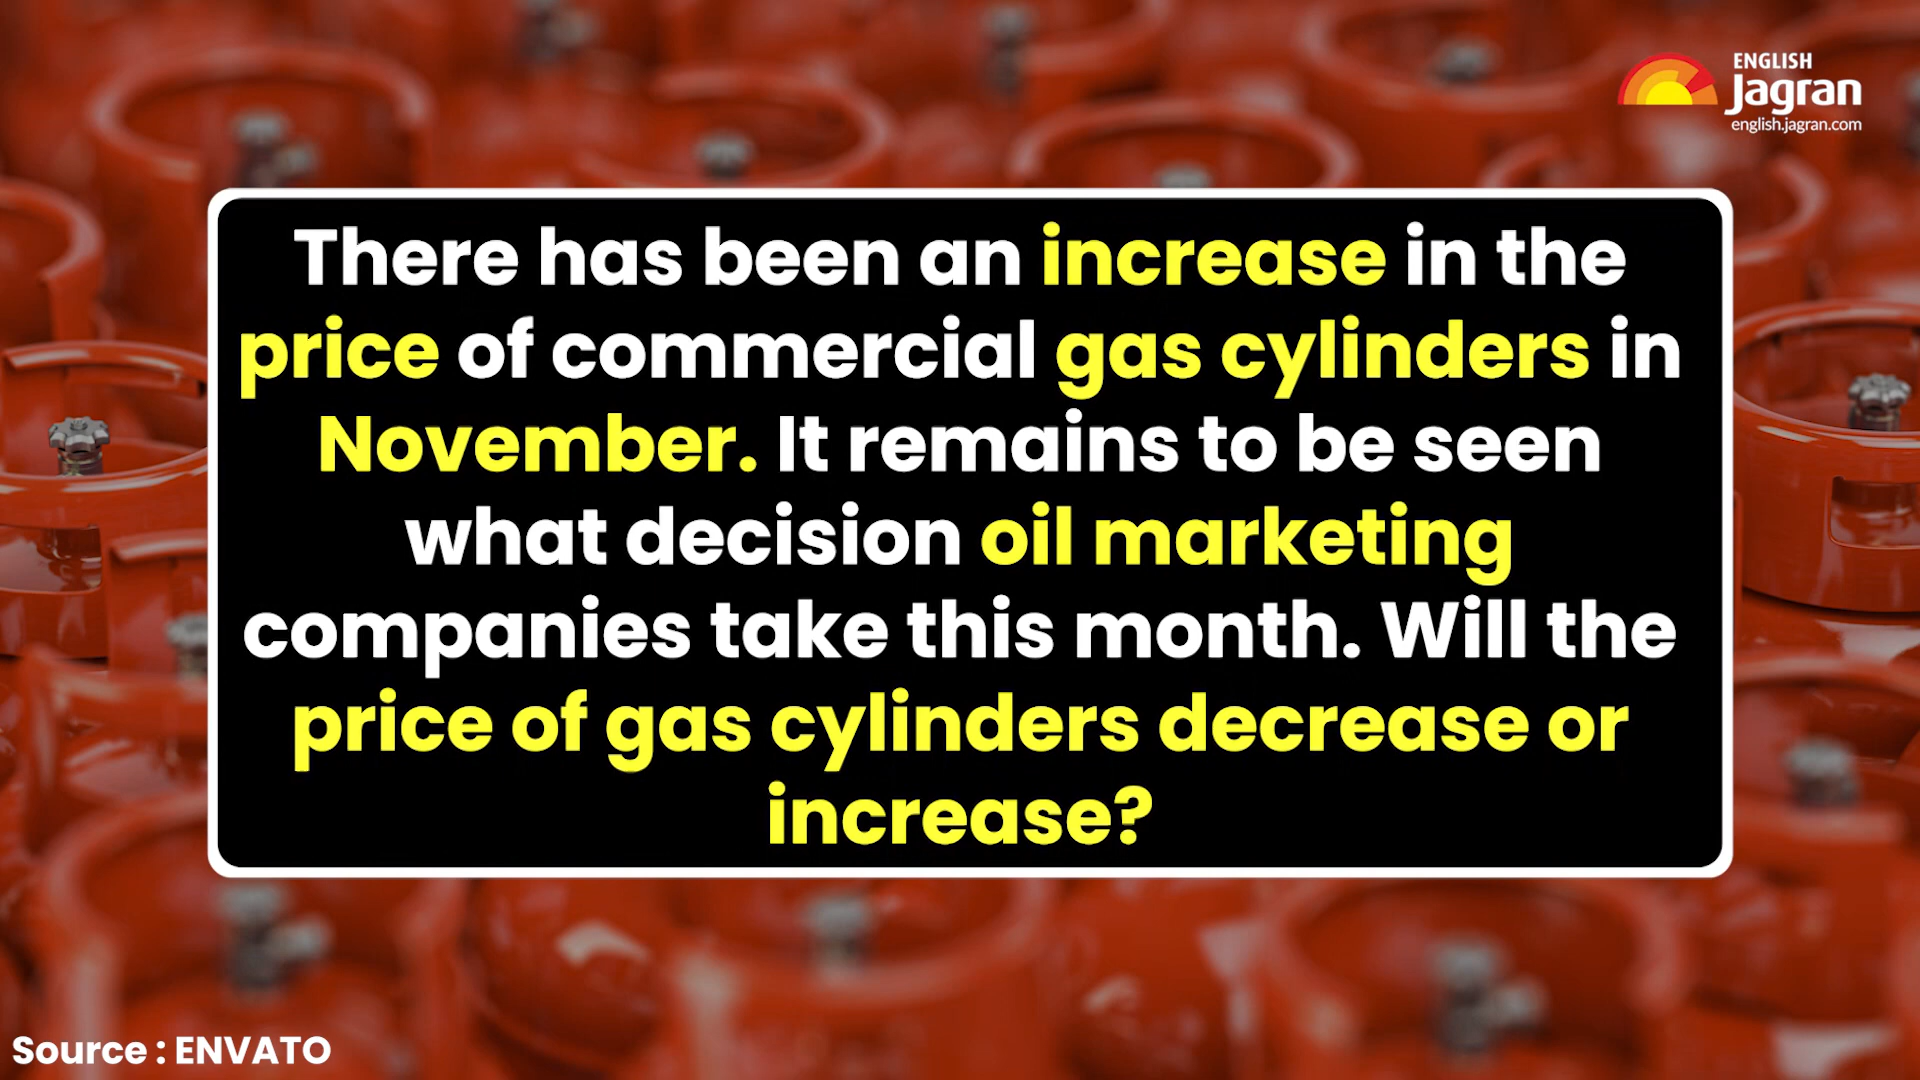 ENGLISH
Jagran
english.jagran.com
There has been an increase in the
price of commercial gas cylinders in
November. It remains to be seen
what decision oil marketing
companies take this month. Will the
price of gas cylinders decrease or
increase?
Source : ENVATO